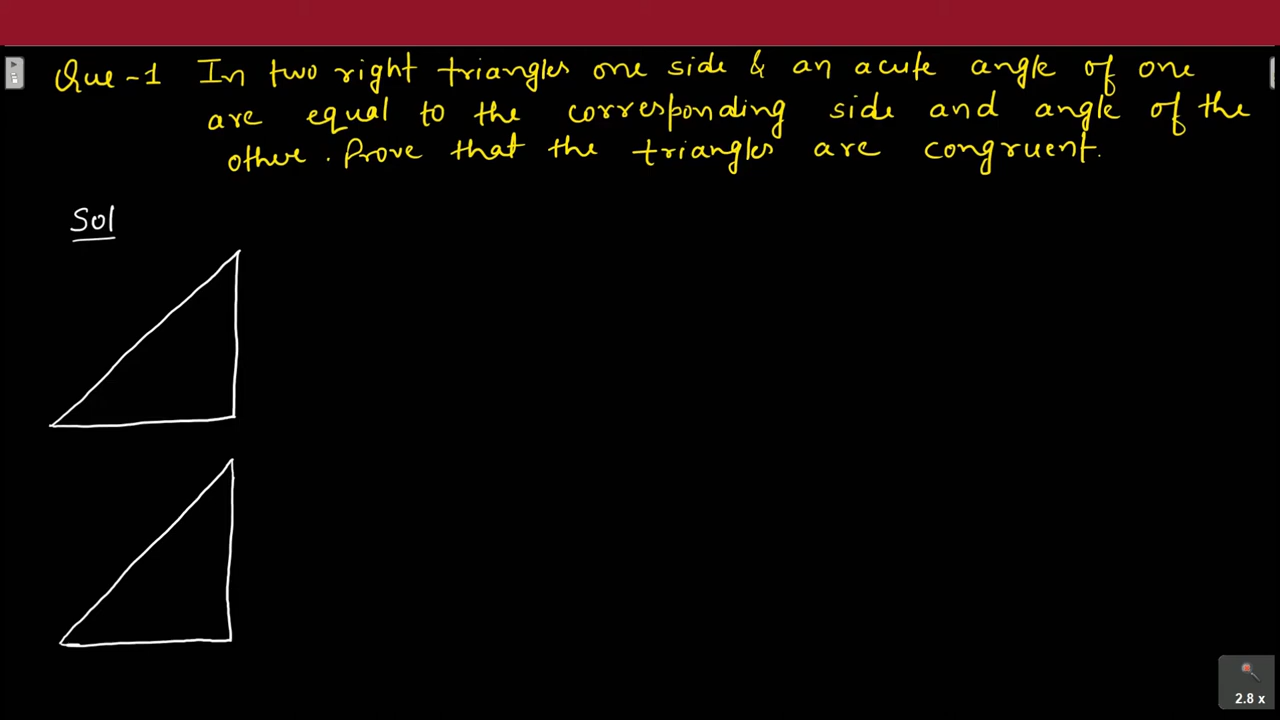 Que-1 In two right triangles one side & an acute angle of one
are equal to the corresponding side and angle of the
other. Prove that the triangles are congruent.
Sol
2.8 x